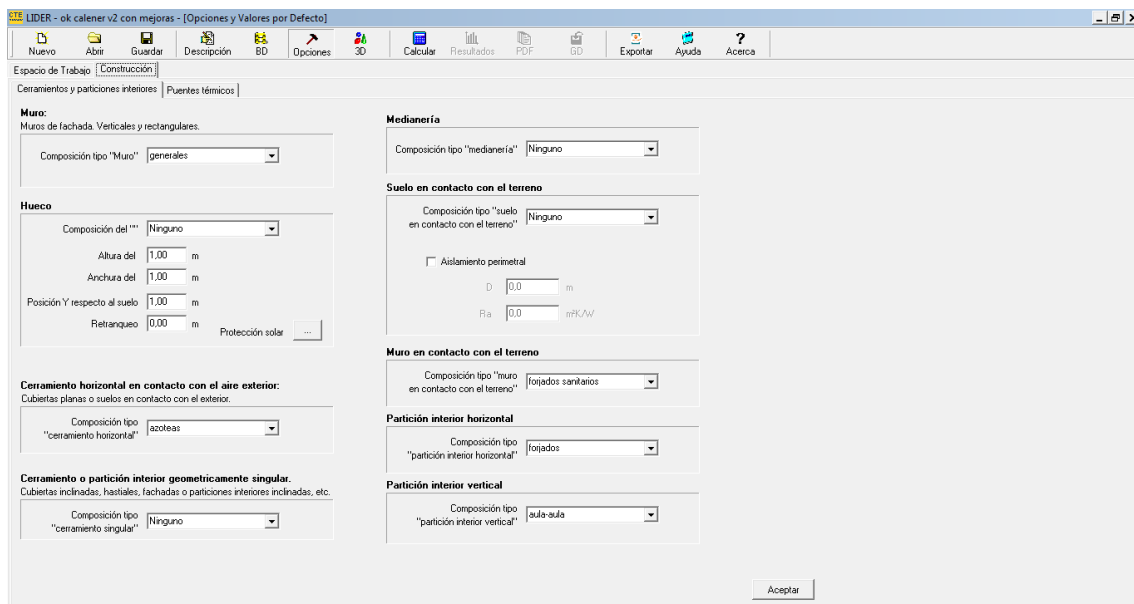 CTE LIDER - ok calener v2 con mejoras - [Opciones y Valores por Defecto]
Nuevo Abrir Guardar Descripción BD Opciones 3D Calcular Resultados PDF GD Exportar Ayuda Acerca
Espacio de Trabajo Construcción
Cerramientos y particiones interiores Puentes térmicos
Muro:
Muros de fachada. Verticales y rectangulares.
Composición tipo "Muro" generales
Hueco
Composición del "" Ninguno
Altura del 1,00 m
Anchura del 1,00 m
Posición Y respecto al suelo 1,00 m
Retranqueo 0,00 m
Protección solar ...
Cerramiento horizontal en contacto con el aire exterior:
Cubiertas planas o suelos en contacto con el exterior.
Composición tipo
"cerramiento horizontal" azoteas
Cerramiento o partición interior geometricamente singular.
Cubiertas inclinadas, hastiales, fachadas o particiones interiores inclinadas, etc.
Composición tipo
"cerramiento singular" Ninguno
Medianería
Composición tipo "medianería" Ninguno
Suelo en contacto con el terreno
Composición tipo "suelo
en contacto con el terreno" Ninguno
Aislamiento perimetral
D 0,0 m
Ra 0,0 m²K/W
Muro en contacto con el terreno
Composición tipo "muro
en contacto con el terreno" forjados sanitarios
Partición interior horizontal
Composición tipo
"partición interior horizontal" forjados
Partición interior vertical
Composición tipo
"partición interior vertical" aula-aula
Aceptar